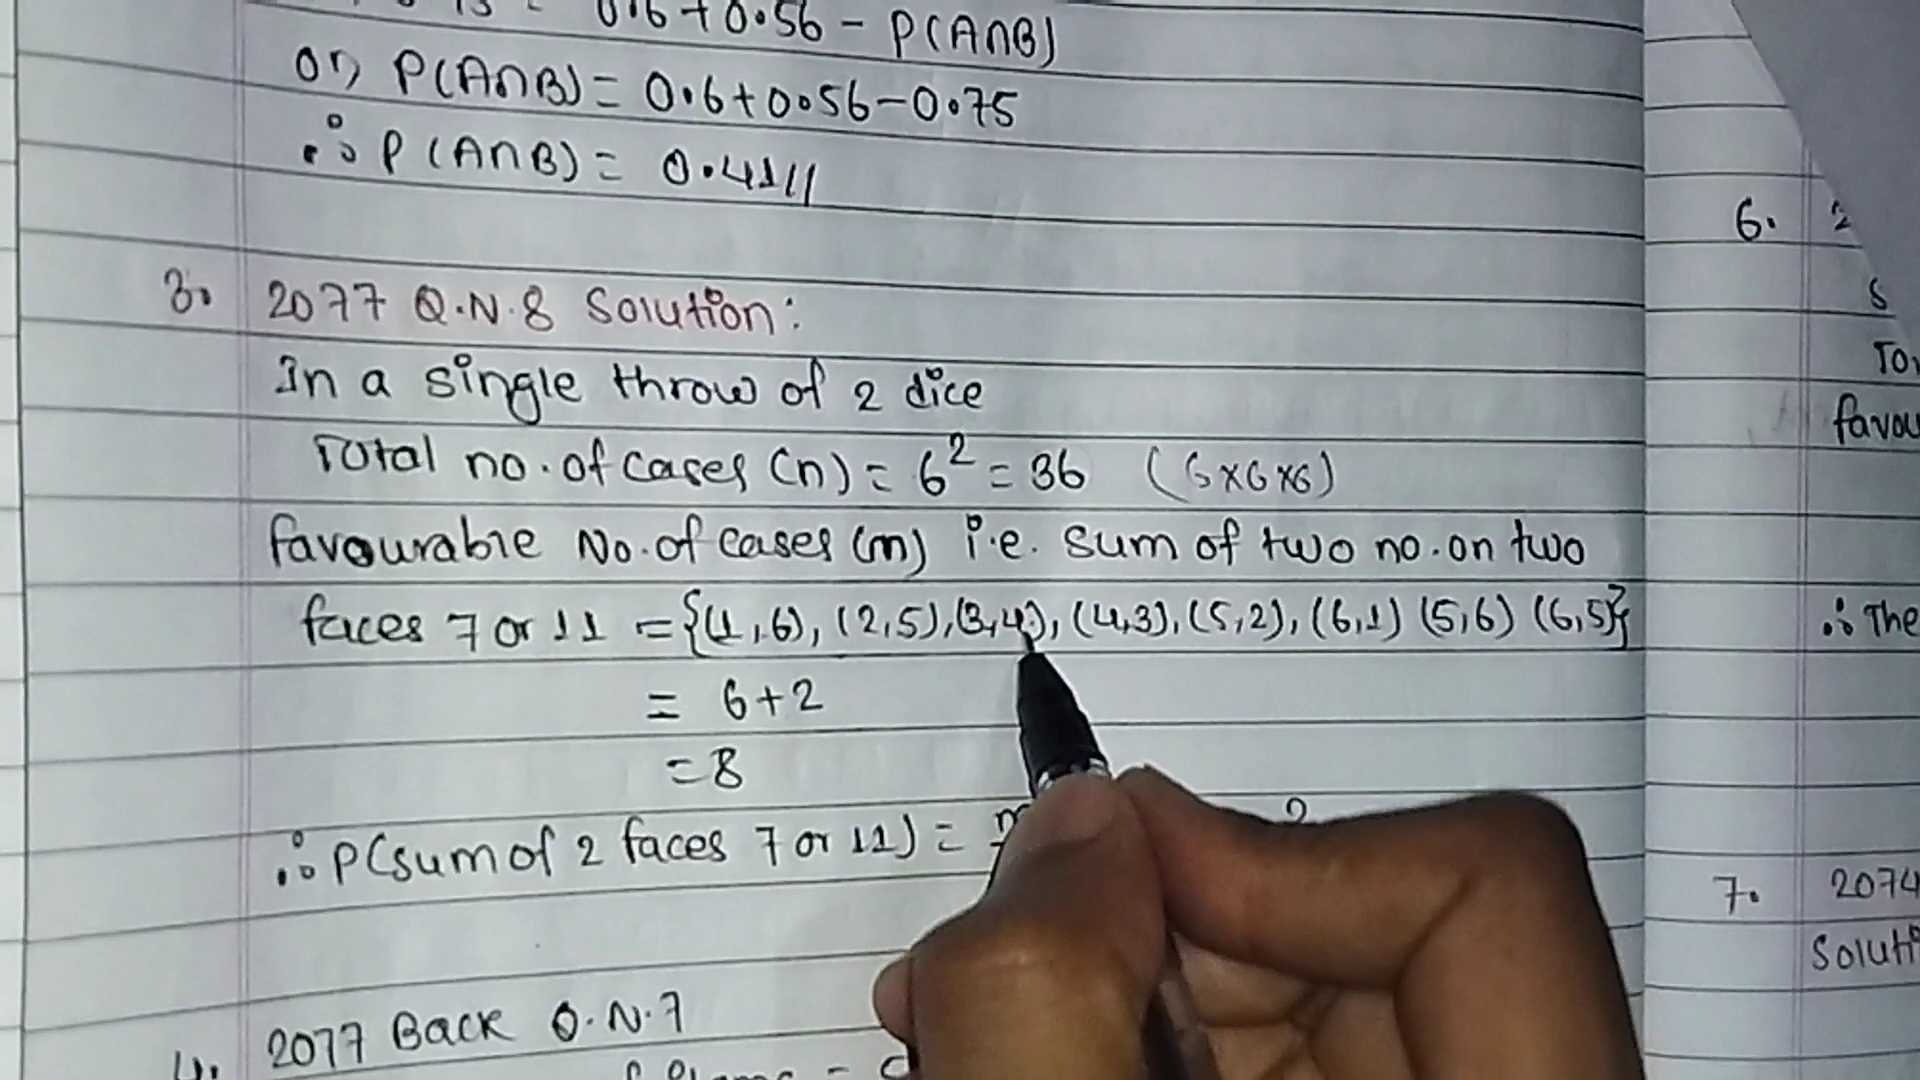 0.6+0.56-P(A∩B)
or, P(A∩B)= 0.6+0.56-0.75
∴ P(A∩B)= 0.41//
3. 2077 Q.N.8 Solution:
In a single throw of 2 dice
Total no. of cases (n) = 6² = 36 (6×6×6)
favourable No. of cases (m) i.e. sum of two no. on two
faces 7 or 11 = {(1,6), (2,5), (3,4), (4,3), (5,2), (6,1) (5,6) (6,5)}
= 6+2
= 8
∴ P(sum of 2 faces 7 or 11) =
4. 2077 Back Q.N.7
6.
favou
∴ The
7. 2074